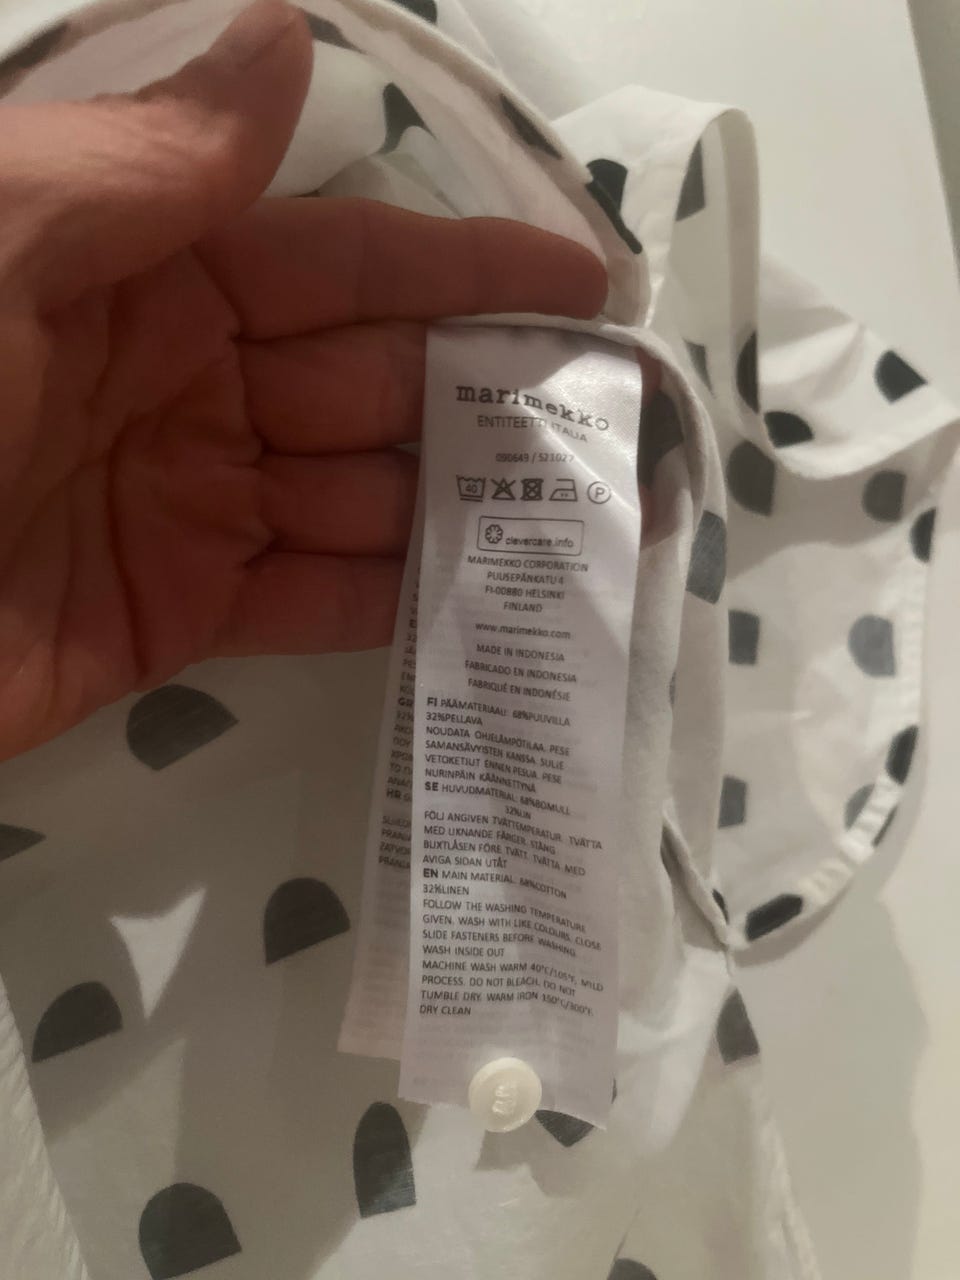 marimekko
ENTITEETTI ITALIA
090649 / 521027
40
P
clevercare.info
MARIMEKKO CORPORATION
PUUSEPÄNKATU 4
FI-00880 HELSINKI
FINLAND
www.marimekko.com
MADE IN INDONESIA
FABRICADO EN INDONESIA
FABRIQUÉ EN INDONÉSIE
FI PÄÄMATERIAALI: 68%PUUVILLA
32%PELLAVA
NOUDATA OHJELÄMPÖTILAA. PESE
SAMANSÄVYISTEN KANSSA. SULJE
VETOKETJUT ENNEN PESUA. PESE
NURINPÄIN KÄÄNNETTYNÄ
SE HUVUDMATERIAL: 68%BOMULL
32%LIN
FÖLJ ANGIVEN TVÄTTEMPERATUR. TVÄTTA
MED LIKNANDE FÄRGER. STÄNG
BLIXTLÅSEN FÖRE TVÄTT. TVÄTTA MED
AVIGA SIDAN UTÅT
EN MAIN MATERIAL: 68%COTTON
32%LINEN
FOLLOW THE WASHING TEMPERATURE
GIVEN. WASH WITH LIKE COLOURS. CLOSE
SLIDE FASTENERS BEFORE WASHING.
WASH INSIDE OUT
MACHINE WASH WARM 40°C/105°F, MILD
PROCESS. DO NOT BLEACH. DO NOT
TUMBLE DRY. WARM IRON 150°C/300°F.
DRY CLEAN
GR
HR